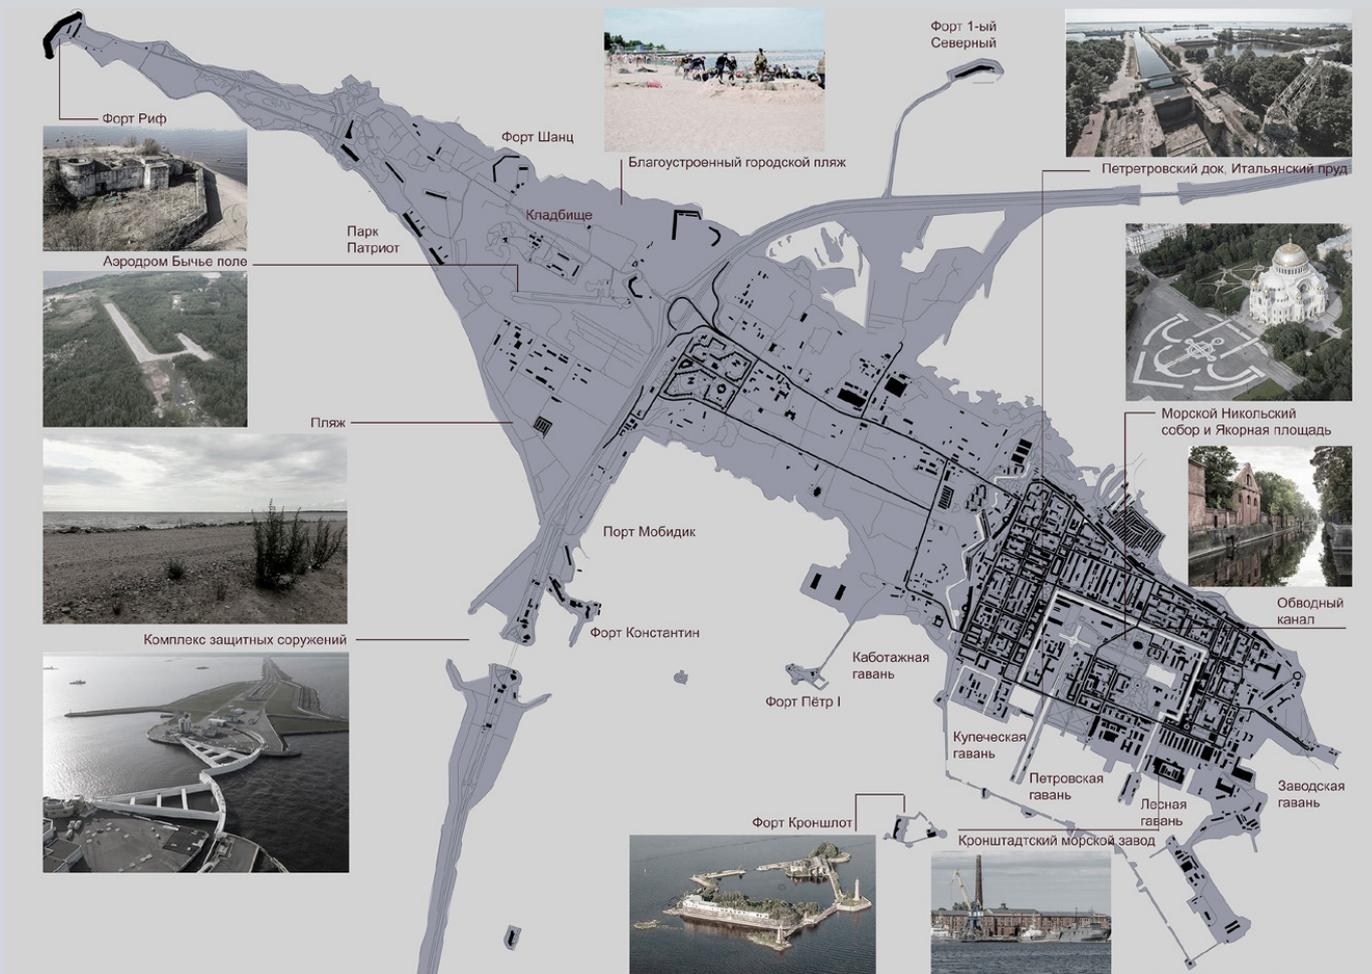 Форт 1-ый
Северный
Форт Риф
Форт Шанц
Благоустроенный городской пляж
Петретровский док, Итальянский пруд
Кладбище
Парк
Патриот
Аэродром Бычье поле
Морской Никольский
собор и Якорная площадь
Пляж
Порт Мобидик
Обводный
канал
Форт Константин
Комплекс защитных соружений
Каботажная
гавань
Форт Пётр I
Купеческая
гавань
Петровская
гавань
Лесная
гавань
Заводская
гавань
Форт Кроншлот
Кронштадтский морской завод